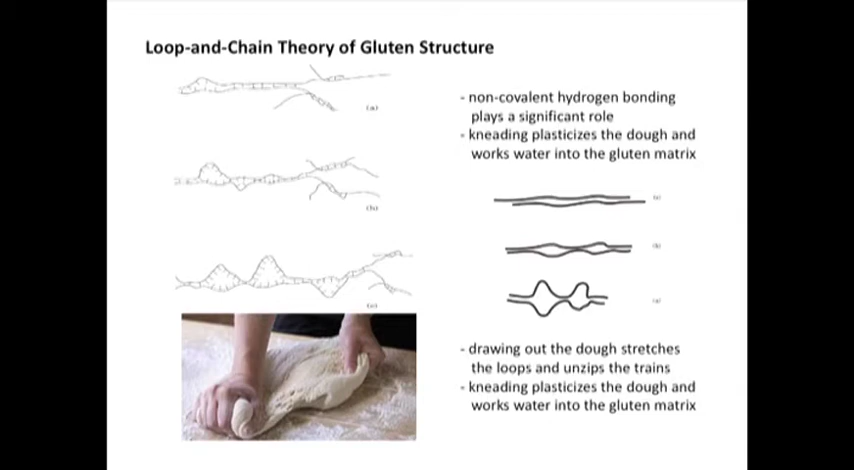 Loop-and-Chain Theory of Gluten Structure
(a)
(b)
- non-covalent hydrogen bonding
plays a significant role
- kneading plasticizes the dough and
works water into the gluten matrix
(b)
- drawing out the dough stretches
the loops and unzips the trains
- kneading plasticizes the dough and
works water into the gluten matrix